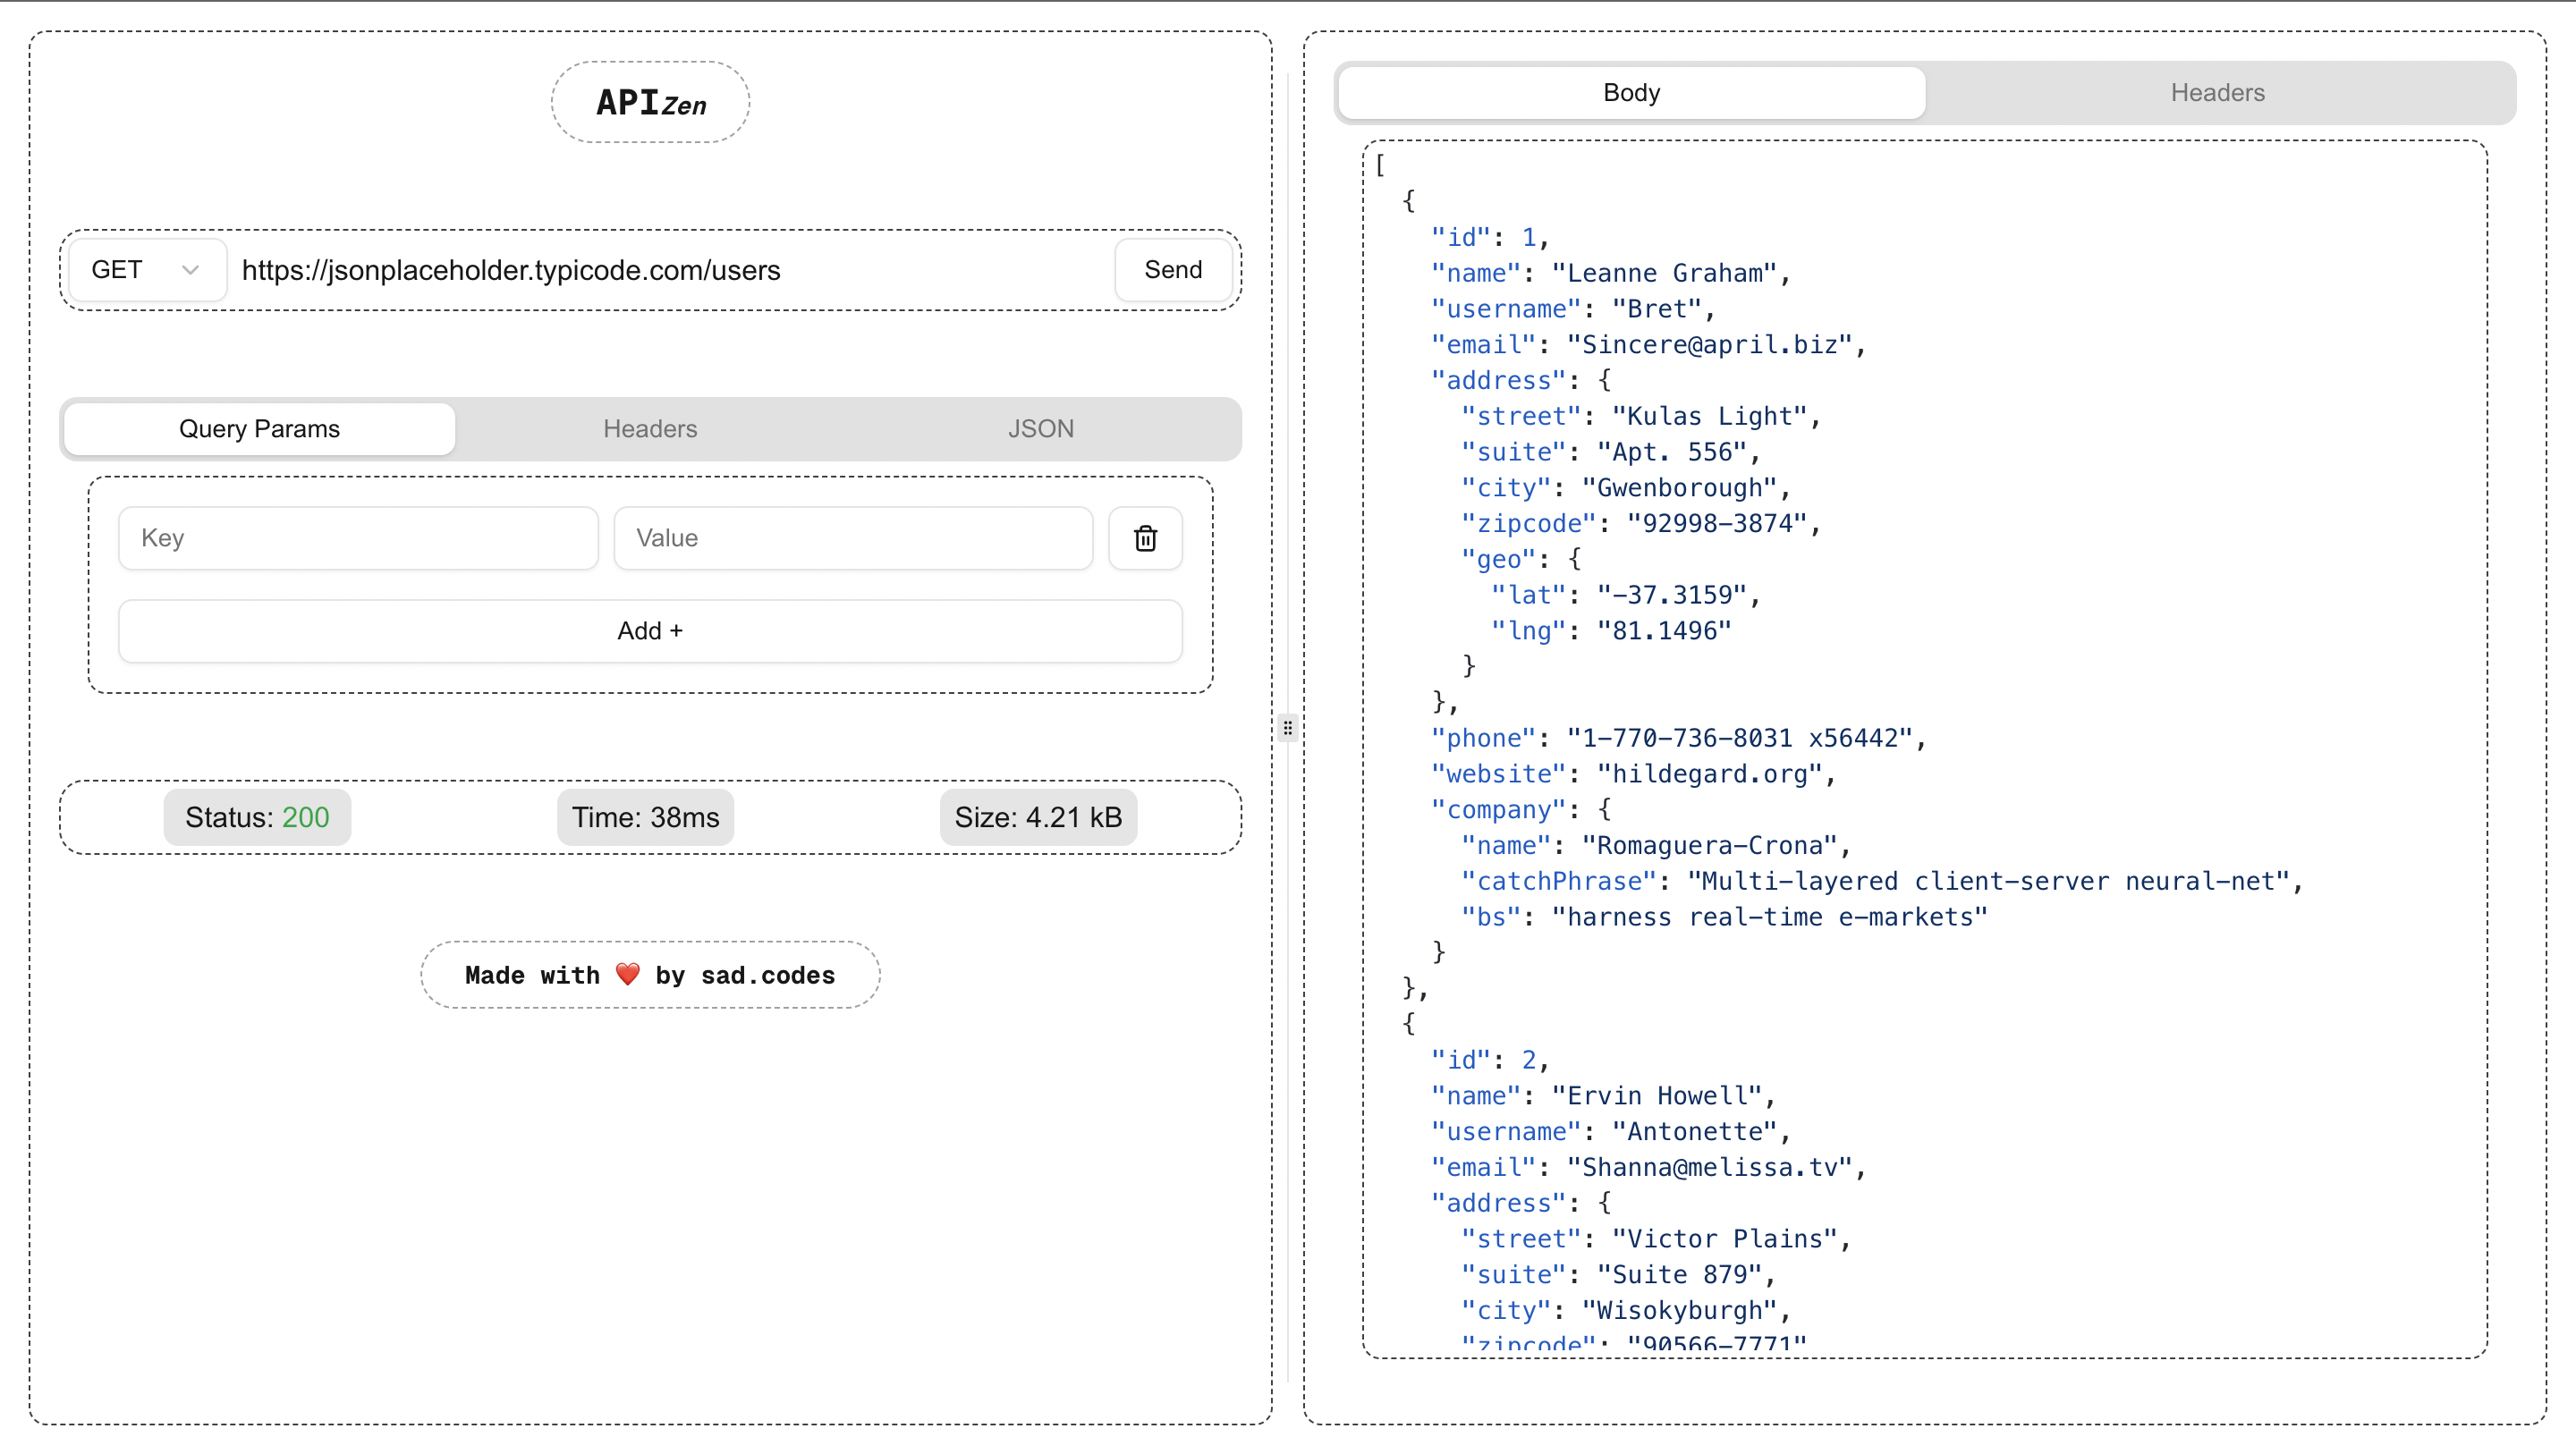 APIZen
GET https://jsonplaceholder.typicode.com/users Send
Query Params Headers JSON
Key Value
Add +
Status: 200 Time: 38ms Size: 4.21 kB
Made with ❤️ by sad.codes
Body Headers
[
  {
    "id": 1,
    "name": "Leanne Graham",
    "username": "Bret",
    "email": "Sincere@april.biz",
    "address": {
      "street": "Kulas Light",
      "suite": "Apt. 556",
      "city": "Gwenborough",
      "zipcode": "92998-3874",
      "geo": {
        "lat": "-37.3159",
        "lng": "81.1496"
      }
    },
    "phone": "1-770-736-8031 x56442",
    "website": "hildegard.org",
    "company": {
      "name": "Romaguera-Crona",
      "catchPhrase": "Multi-layered client-server neural-net",
      "bs": "harness real-time e-markets"
    }
  },
  {
    "id": 2,
    "name": "Ervin Howell",
    "username": "Antonette",
    "email": "Shanna@melissa.tv",
    "address": {
      "street": "Victor Plains",
      "suite": "Suite 879",
      "city": "Wisokyburgh",
      "zipcode": "90566-7771"